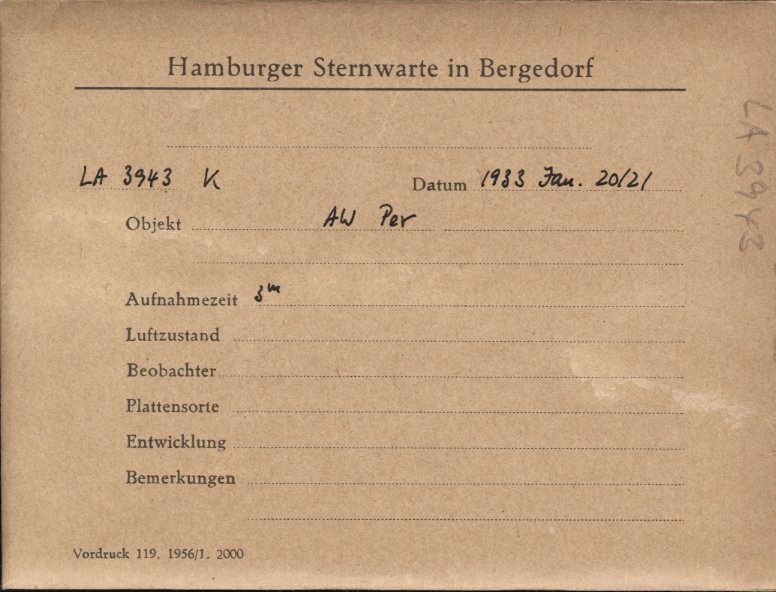 Hamburger Sternwarte in Bergedorf
LA 3943 K Datum 1933 Jan. 20/21
Objekt AW Per
Aufnahmezeit 3m
Luftzustand
Beobachter
Plattensorte
Entwicklung
Bemerkungen
Vordruck 119. 1956/1. 2000
LA 3943